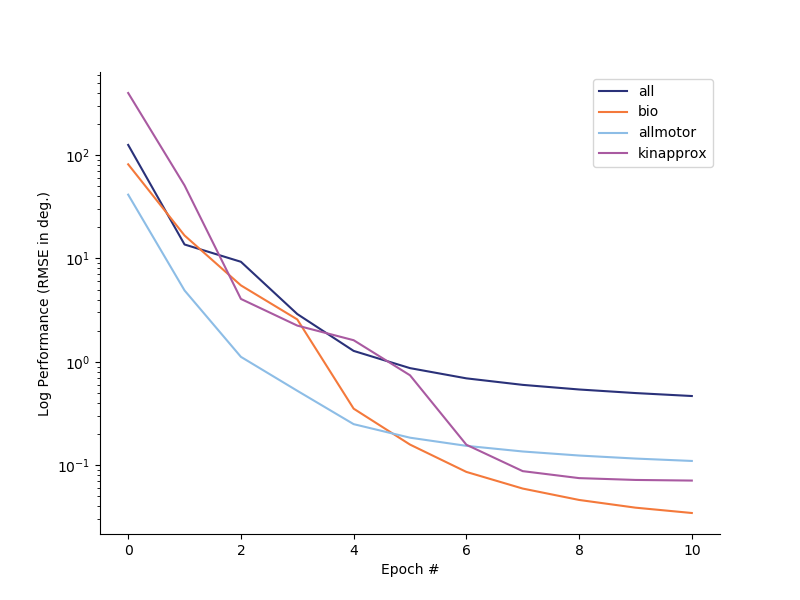 all
bio
allmotor
kinapprox
Log Performance (RMSE in deg.)
10²
10¹
10⁰
10⁻¹
0 2 4 6 8 10
Epoch #